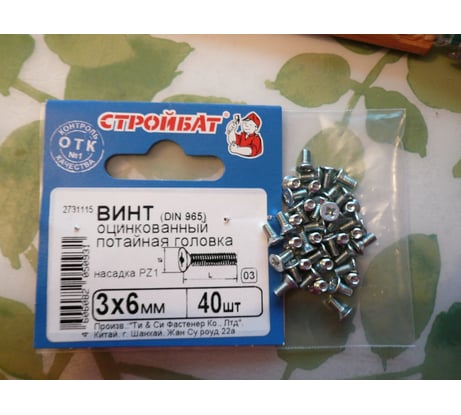 СТРОЙБАТ
КОНТРОЛЬ
ОТК
№1
КАЧЕСТВА
2731115
ВИНТ (DIN 965)
оцинкованный
потайная головка
насадка PZ1
L
03
3х6мм
40шт
Произв.:"Ти & Си Фастенер Ко., Лтд".
Китай, г. Шанхай, Жан Су роуд 22а